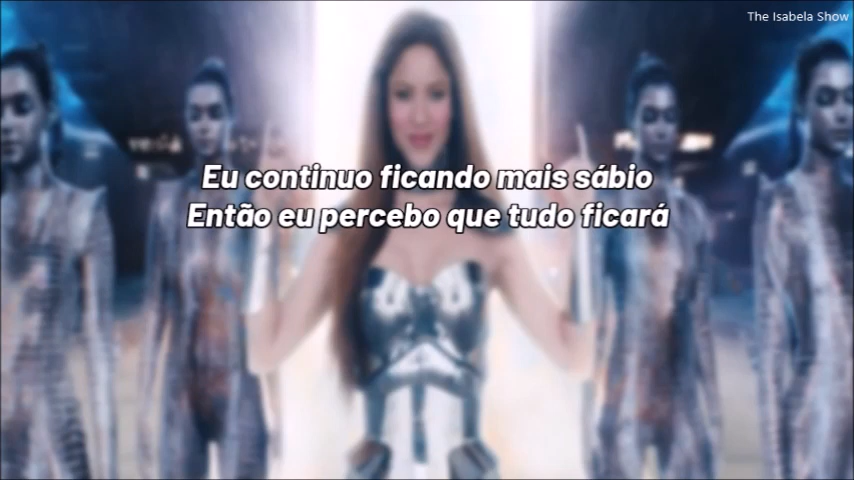 The Isabela Show
Eu continuo ficando mais sábio
Então eu percebo que tudo ficará